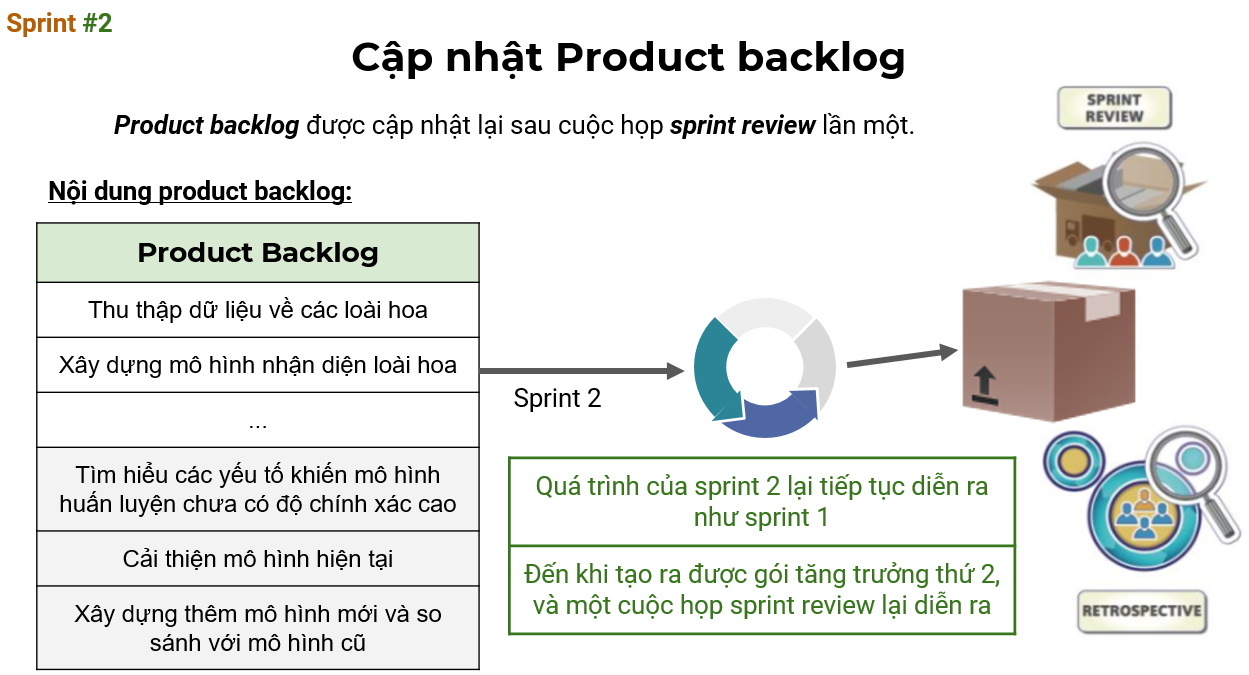 Sprint #2
Cập nhật Product backlog
Product backlog được cập nhật lại sau cuộc họp sprint review lần một.
SPRINT
REVIEW
Nội dung product backlog:
Product Backlog
Thu thập dữ liệu về các loài hoa
Xây dựng mô hình nhận diện loài hoa
...
Tìm hiểu các yếu tố khiến mô hình
huấn luyện chưa có độ chính xác cao
Cải thiện mô hình hiện tại
Xây dựng thêm mô hình mới và so
sánh với mô hình cũ
Sprint 2
Quá trình của sprint 2 lại tiếp tục diễn ra
như sprint 1
Đến khi tạo ra được gói tăng trưởng thứ 2,
và một cuộc họp sprint review lại diễn ra
RETROSPECTIVE